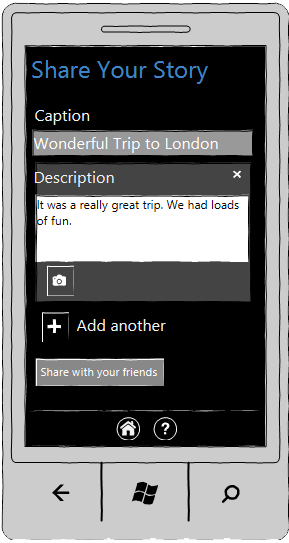 Share Your Story
Caption
Wonderful Trip to London
Description
It was a really great trip. We had loads
of fun.
Add another
Share with your friends
?